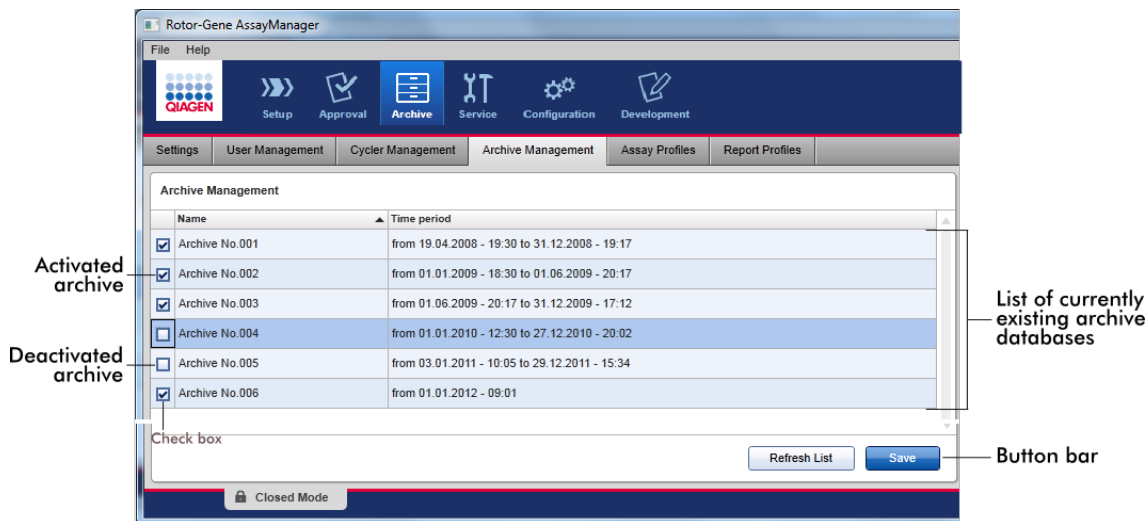 Rotor-Gene AssayManager
File Help
QIAGEN
Setup Approval Archive Service Configuration Development
Settings User Management Cycler Management Archive Management Assay Profiles Report Profiles
Archive Management
Name Time period
Archive No.001 from 19.04.2008 - 19:30 to 31.12.2008 - 19:17
Activated archive
Archive No.002 from 01.01.2009 - 18:30 to 01.06.2009 - 20:17
Archive No.003 from 01.06.2009 - 20:17 to 31.12.2009 - 17:12
List of currently existing archive databases
Archive No.004 from 01.01.2010 - 12:30 to 27.12.2010 - 20:02
Deactivated archive
Archive No.005 from 03.01.2011 - 10:05 to 29.12.2011 - 15:34
Archive No.006 from 01.01.2012 - 09:01
Check box
Refresh List Save
Button bar
Closed Mode